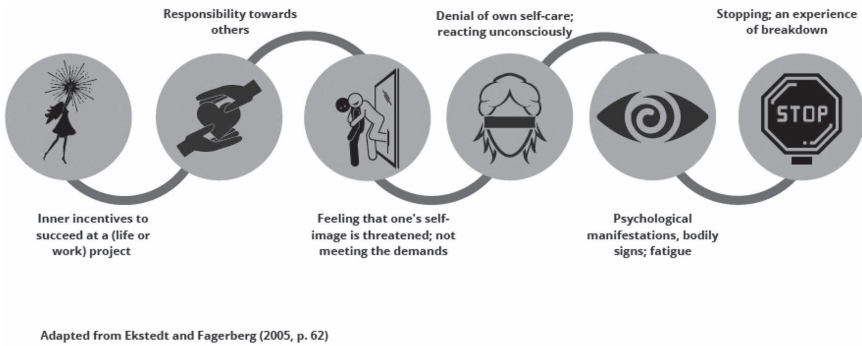 Inner incentives to
succeed at a (life or
work) project
Responsibility towards
others
Feeling that one's self-
image is threatened; not
meeting the demands
Denial of own self-care;
reacting unconsciously
Psychological
manifestations, bodily
signs; fatigue
Stopping; an experience
of breakdown
STOP
Adapted from Ekstedt and Fagerberg (2005, p. 62)